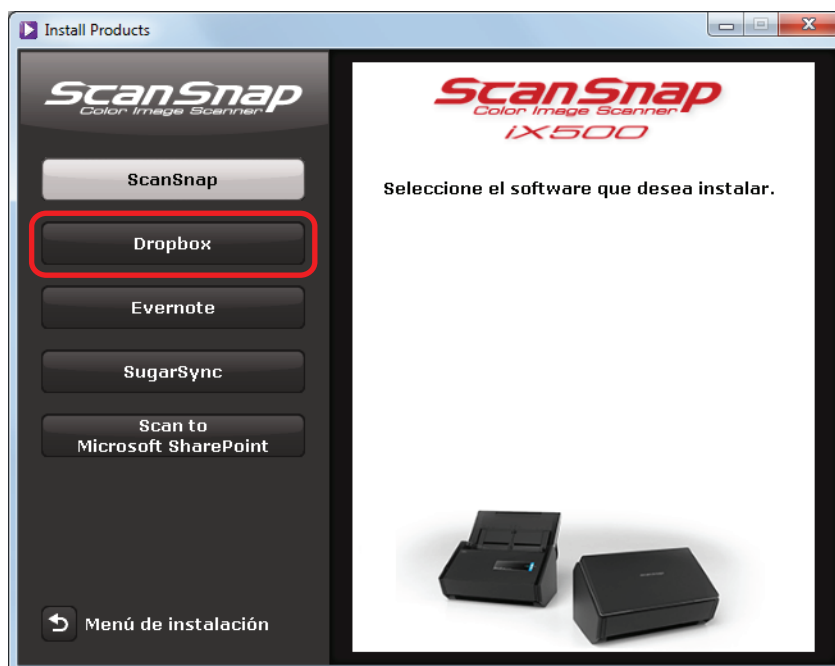 Install Products
ScanSnap
Color Image Scanner
ScanSnap
Dropbox
Evernote
SugarSync
Scan to
Microsoft SharePoint
Menú de instalación
ScanSnap
Color Image Scanner
iX500
Seleccione el software que desea instalar.